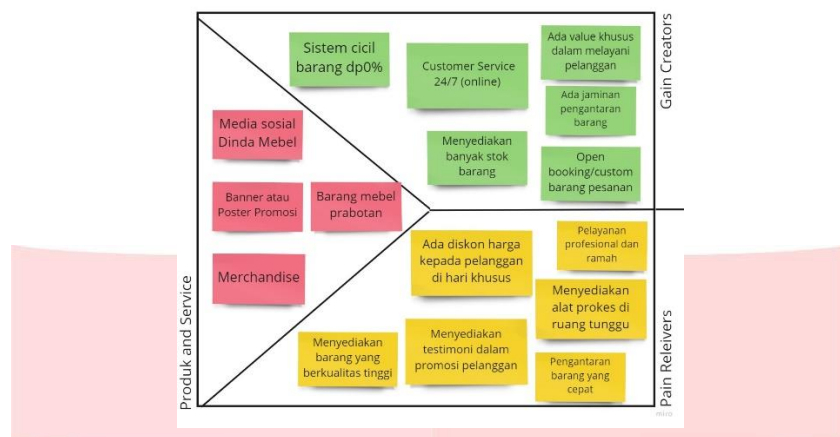 Sistem cicil
barang dp0%
Customer Service
24/7 (online)
Ada value khusus
dalam melayani
pelanggan
Ada jaminan
pengantaran
barang
Menyediakan
banyak stok
barang
Open
booking/custom
barang pesanan
Gain Creators
Media sosial
Dinda Mebel
Banner atau
Poster Promosi
Barang mebel
prabotan
Merchandise
Produk and Service
Ada diskon harga
kepada pelanggan
di hari khusus
Pelayanan
profesional dan
ramah
Menyediakan
alat prokes di
ruang tunggu
Menyediakan
barang yang
berkualitas tinggi
Menyediakan
testimoni dalam
promosi pelanggan
Pengantaran
barang yang
cepat
Pain Releivers
miro